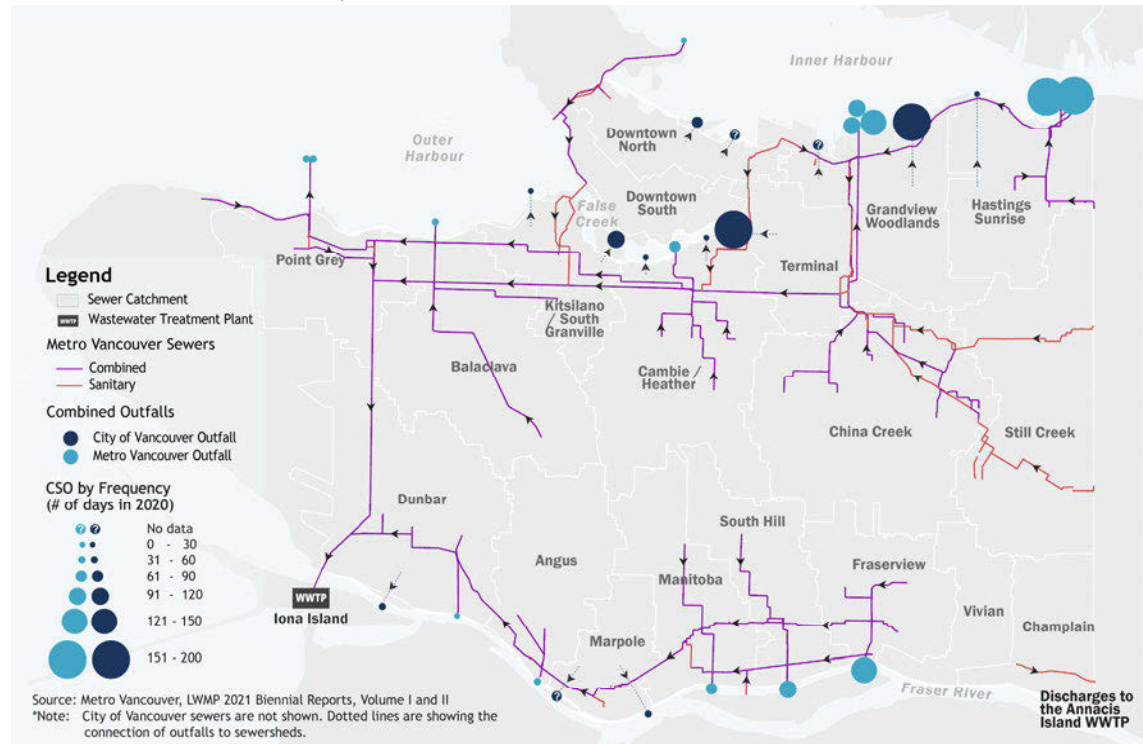 Inner Harbour
Outer
Harbour
Downtown
North
?
?
Downtown
South
False
Creek
Grandview
Woodlands
Hastings
Sunrise
Point Grey
Terminal
Legend
Sewer Catchment
WWTP Wastewater Treatment Plant
Metro Vancouver Sewers
Combined
Sanitary
Combined Outfalls
City of Vancouver Outfall
Metro Vancouver Outfall
CSO by Frequency
(# of days in 2020)
? ? No data
0 - 30
31 - 60
61 - 90
91 - 120
121 - 150
151 - 200
Kitsilano
/ South
Granville
Balaclava
Cambie /
Heather
China Creek
Still Creek
Dunbar
South Hill
Angus
Manitoba
Fraserview
WWTP
Iona Island
Vivian
Marpole
Champlain
?
Fraser River
Discharges to
the Annacis
Island WWTP
Source: Metro Vancouver, LWMP 2021 Biennial Reports, Volume I and II
*Note: City of Vancouver sewers are not shown. Dotted lines are showing the
connection of outfalls to sewersheds.